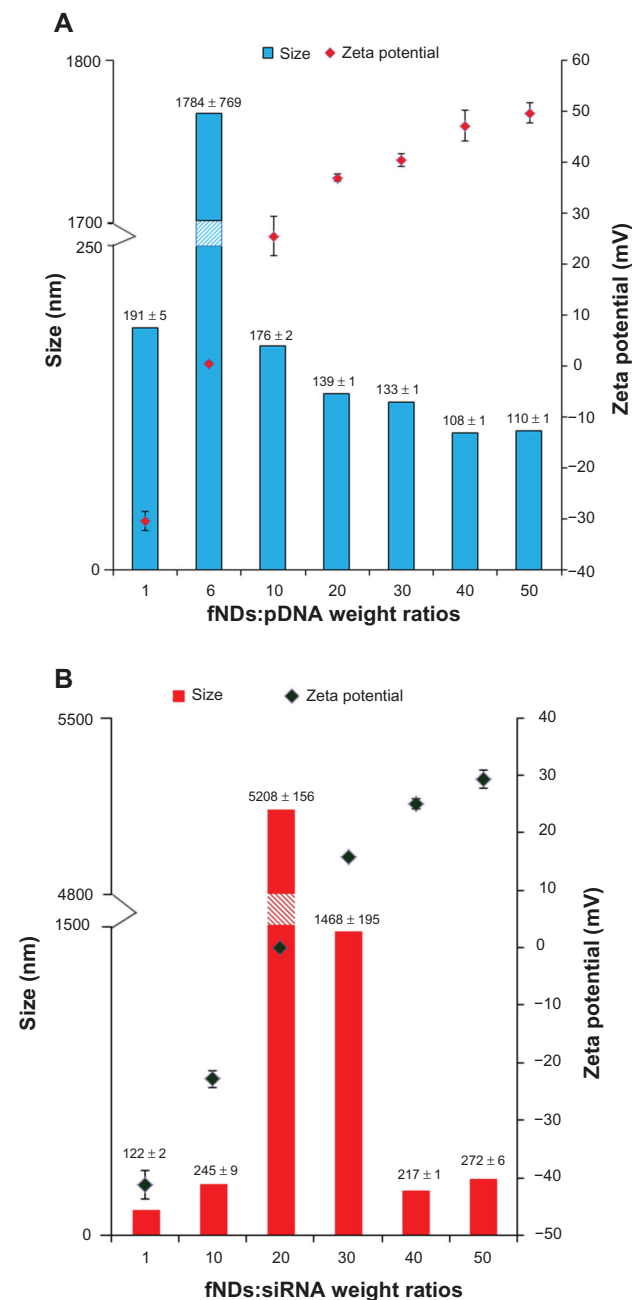 A
Size Zeta potential
1800
1700
250
0
Size (nm)
191 ± 5
1784 ± 769
176 ± 2
139 ± 1
133 ± 1
108 ± 1
110 ± 1
60
50
40
30
20
10
0
−10
−20
−30
−40
Zeta potential (mV)
1 6 10 20 30 40 50
fNDs:pDNA weight ratios
B
Size Zeta potential
5500
4800
1500
0
Size (nm)
122 ± 2
245 ± 9
5208 ± 156
1468 ± 195
217 ± 1
272 ± 6
40
30
20
10
0
−10
−20
−30
−40
−50
Zeta potential (mV)
1 10 20 30 40 50
fNDs:siRNA weight ratios